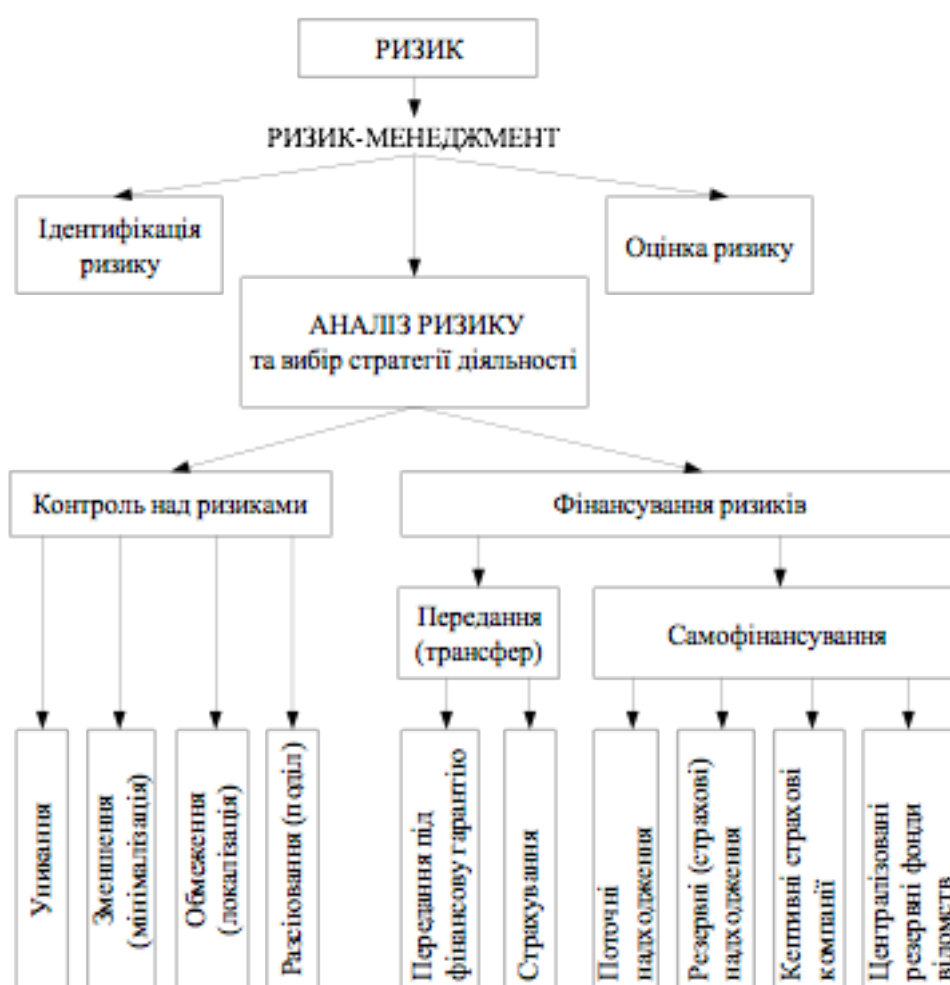 РИЗИК
РИЗИК-МЕНЕДЖМЕНТ
Ідентифікація
ризику
Оцінка ризику
АНАЛІЗ РИЗИКУ
та вибір стратегії діяльності
Контроль над ризиками
Фінансування ризиків
Передання
(трансфер)
Самофінансування
Уникання
Зменшення
(мінімалізація)
Обмеження
(локалізація)
Разсіювання (поділ)
Передання під
фінансову гарантію
Страхування
Поточні
надходження
Резервні (страхові)
надходження
Кептивні страхові
компанії
Централізовані
резервні фонди
відомств